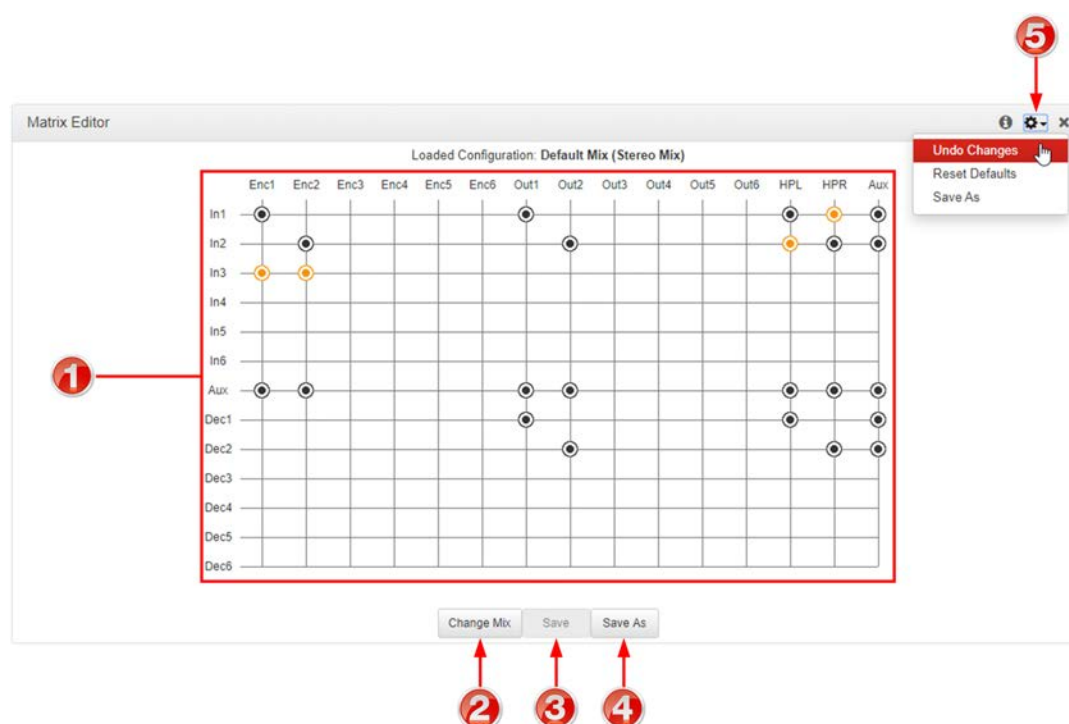 5
Matrix Editor
Loaded Configuration: Default Mix (Stereo Mix)
Undo Changes
Reset Defaults
Save As
Enc1 Enc2 Enc3 Enc4 Enc5 Enc6 Out1 Out2 Out3 Out4 Out5 Out6 HPL HPR Aux
In1
In2
In3
In4
In5
In6
1
Aux
Dec1
Dec2
Dec3
Dec4
Dec5
Dec6
Change Mix Save Save As
2 3 4